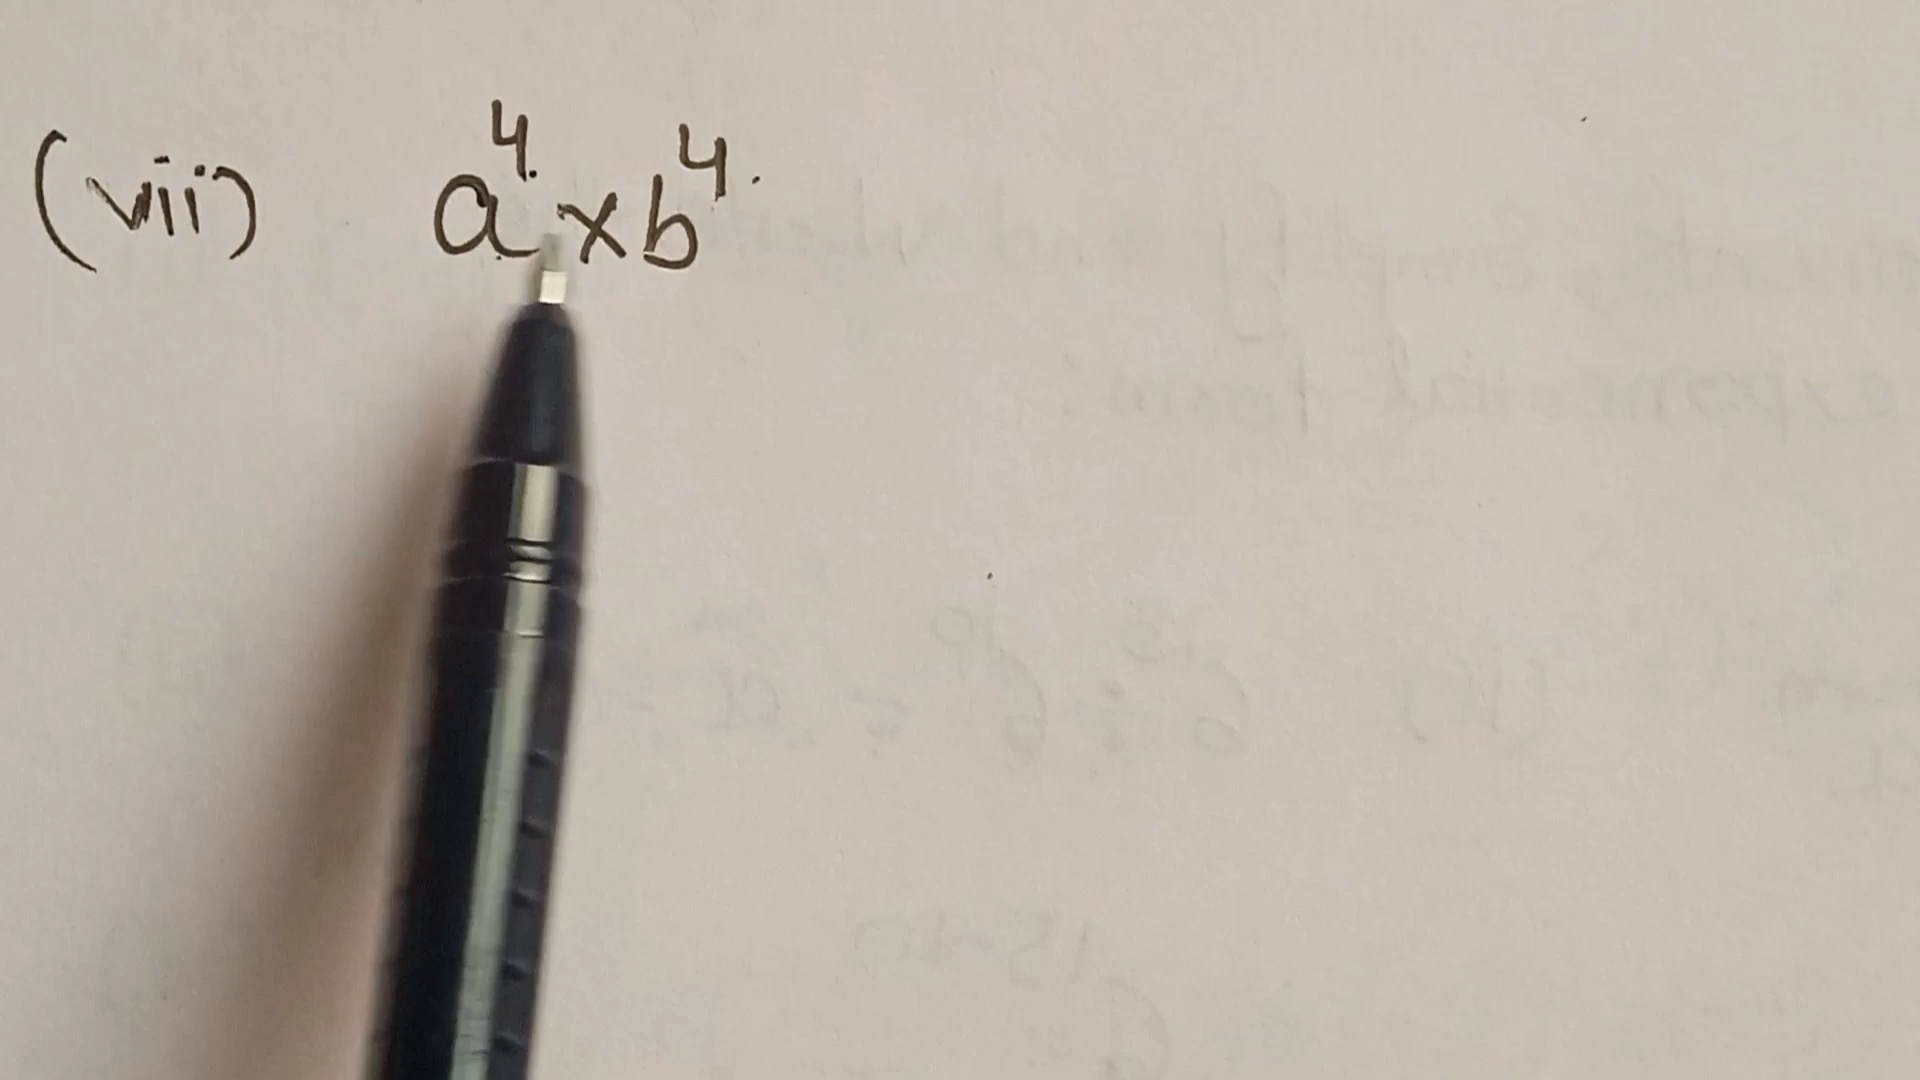 (vii) a⁴ × b⁴